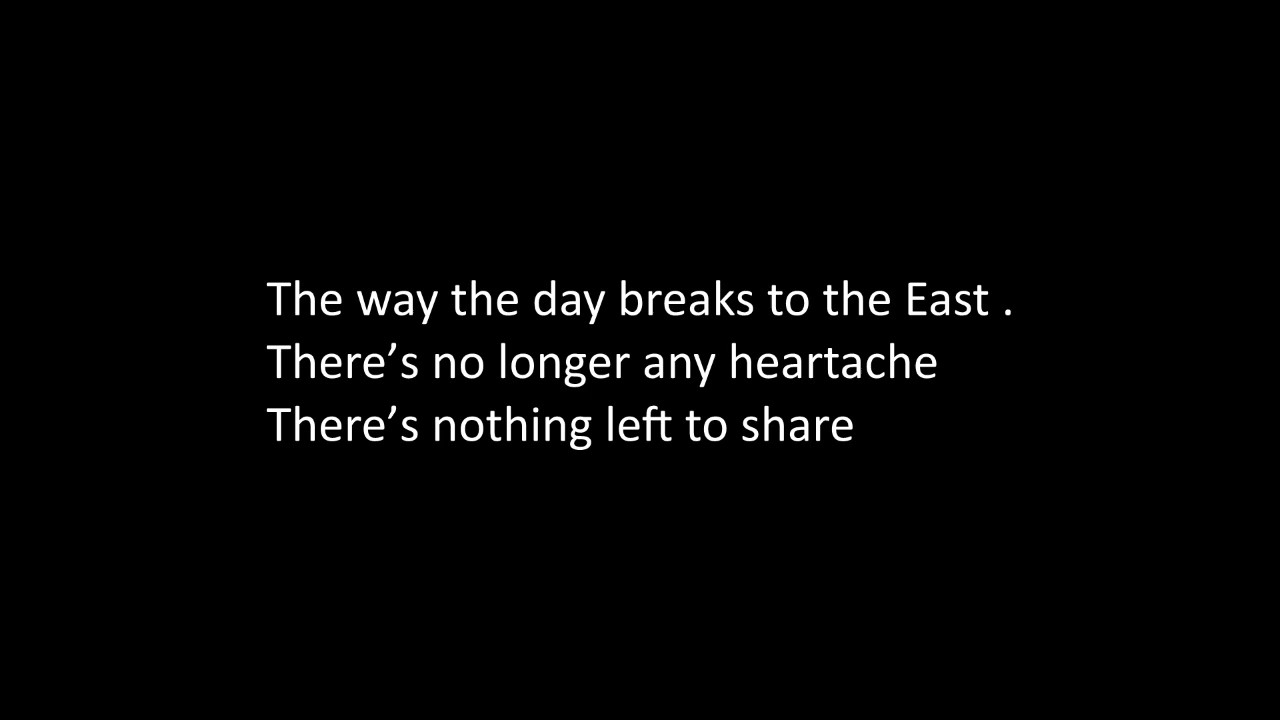 The way the day breaks to the East .
There’s no longer any heartache
There’s nothing left to share